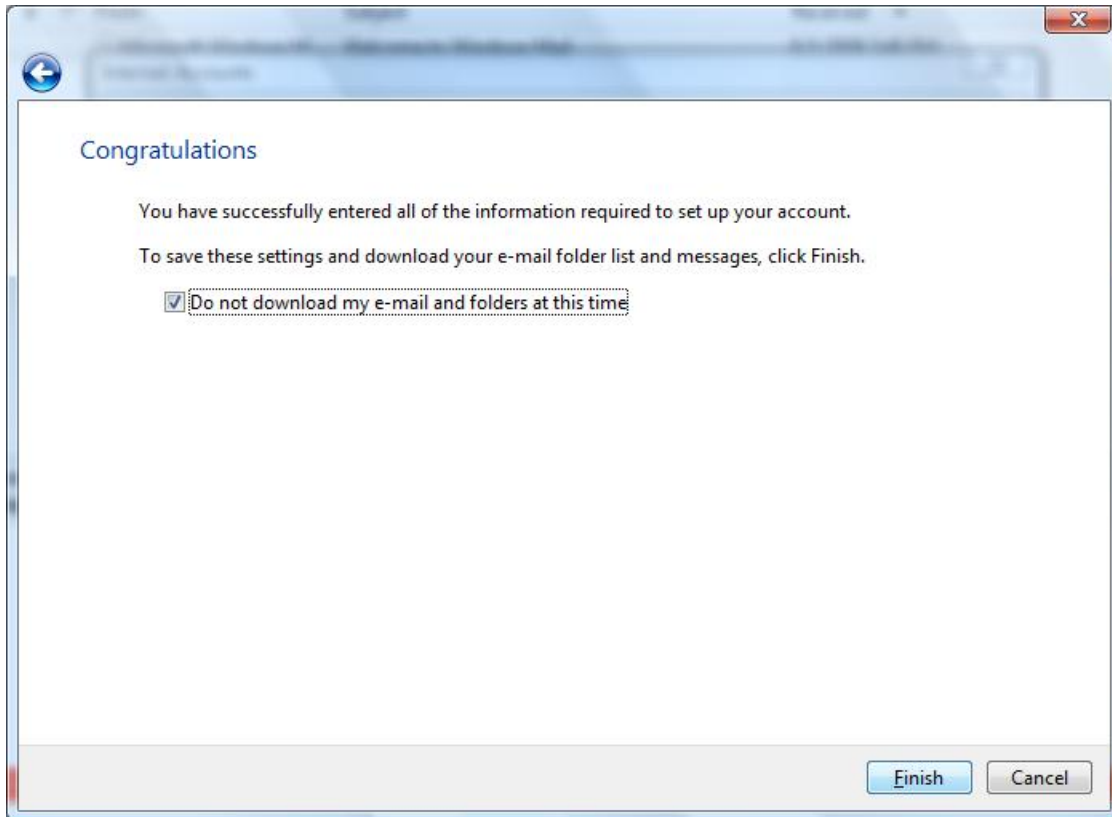 Congratulations
You have successfully entered all of the information required to set up your account.
To save these settings and download your e-mail folder list and messages, click Finish.
Do not download my e-mail and folders at this time
Finish
Cancel